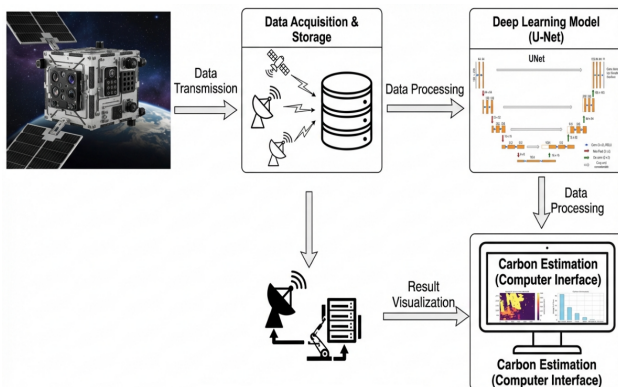 Data Acquisition &
Storage
Deep Learning Model
(U-Net)
UNet
Data
Transmission
Data Processing
Data
Processing
Result
Visualization
Carbon Estimation
(Computer Inerface)
Carbon Estimation
(Computer Interface)